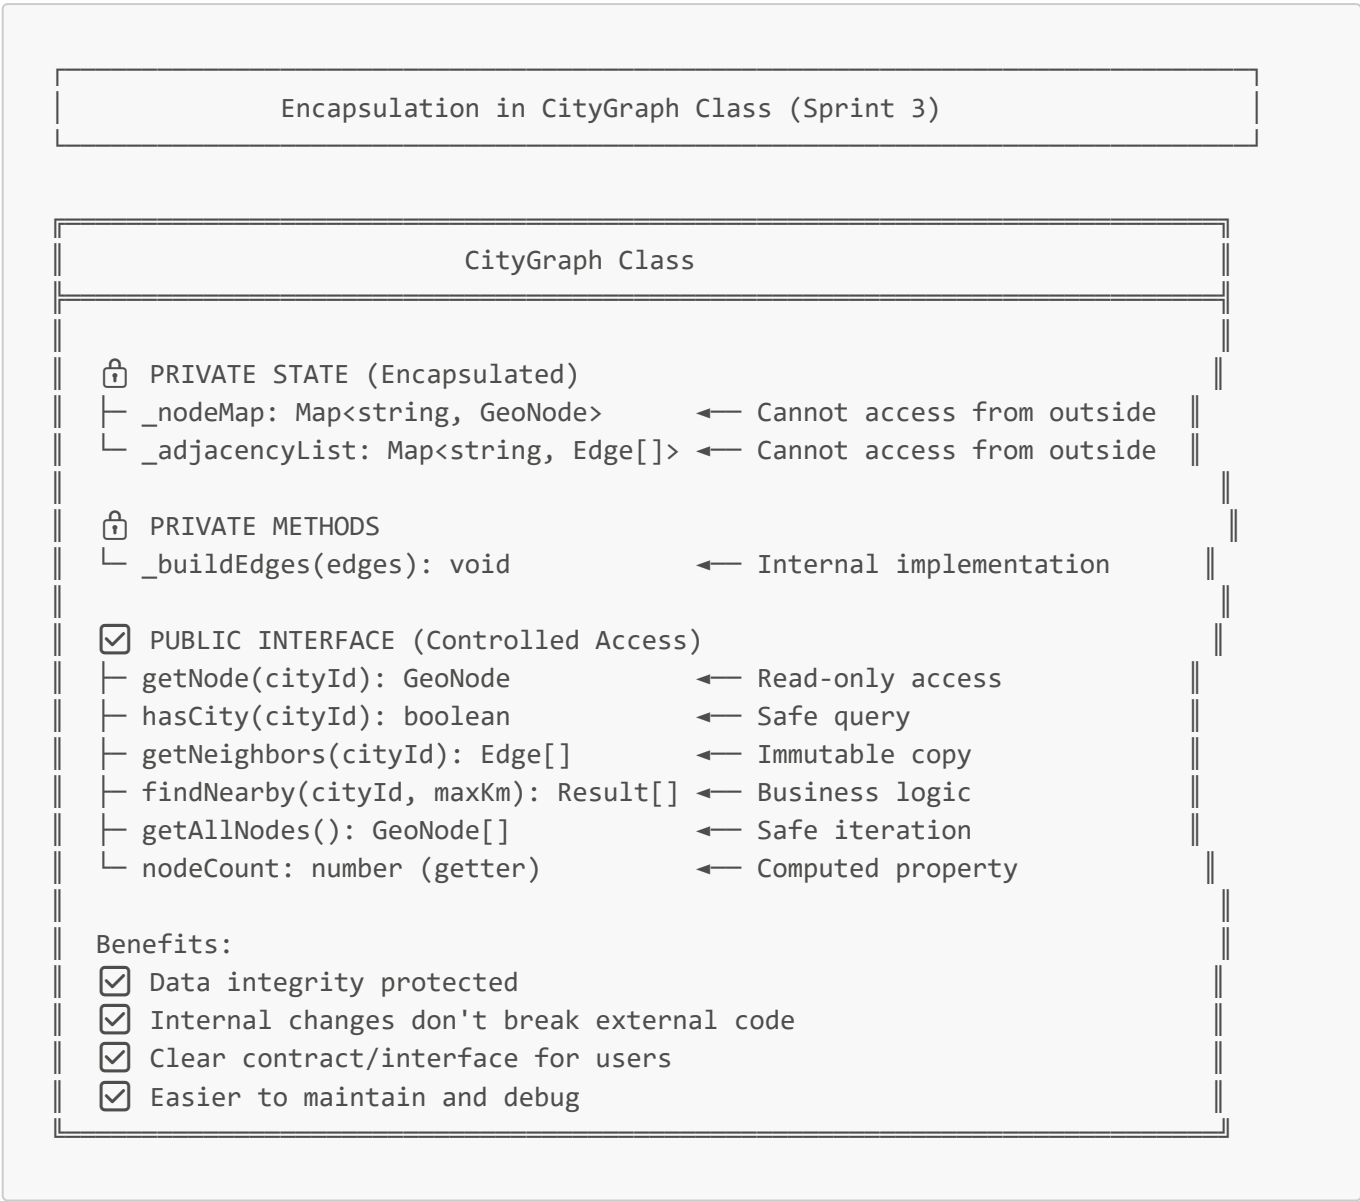 Encapsulation in CityGraph Class (Sprint 3)
CityGraph Class
🔒 PRIVATE STATE (Encapsulated)
├─ _nodeMap: Map<string, GeoNode> ◄── Cannot access from outside
└─ _adjacencyList: Map<string, Edge[]> ◄── Cannot access from outside
🔒 PRIVATE METHODS
└─ _buildEdges(edges): void ◄── Internal implementation
☑ PUBLIC INTERFACE (Controlled Access)
├─ getNode(cityId): GeoNode ◄── Read-only access
├─ hasCity(cityId): boolean ◄── Safe query
├─ getNeighbors(cityId): Edge[] ◄── Immutable copy
├─ findNearby(cityId, maxKm): Result[] ◄── Business logic
├─ getAllNodes(): GeoNode[] ◄── Safe iteration
└─ nodeCount: number (getter) ◄── Computed property
Benefits:
☑ Data integrity protected
☑ Internal changes don't break external code
☑ Clear contract/interface for users
☑ Easier to maintain and debug